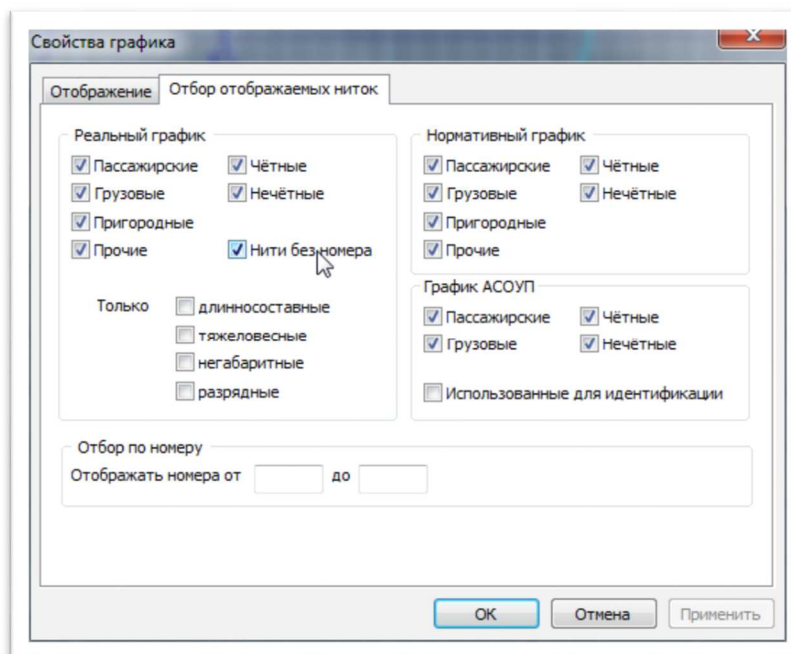 Свойства графика
Отображение
Отбор отображаемых ниток
Реальный график
Пассажирские
Чётные
Грузовые
Нечётные
Пригородные
Прочие
Нити без номера
Только
длинносоставные
тяжеловесные
негабаритные
разрядные
Нормативный график
Пассажирские
Чётные
Грузовые
Нечётные
Пригородные
Прочие
График АСОУП
Пассажирские
Чётные
Грузовые
Нечётные
Использованные для идентификации
Отбор по номеру
Отображать номера от до
ОК
Отмена
Применить